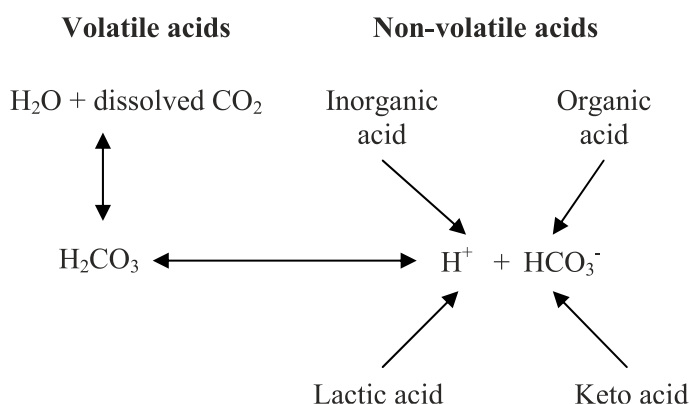 Volatile acids
Non-volatile acids
H₂O + dissolved CO₂
Inorganic
acid
Organic
acid
H₂CO₃
H⁺ + HCO₃⁻
Lactic acid
Keto acid